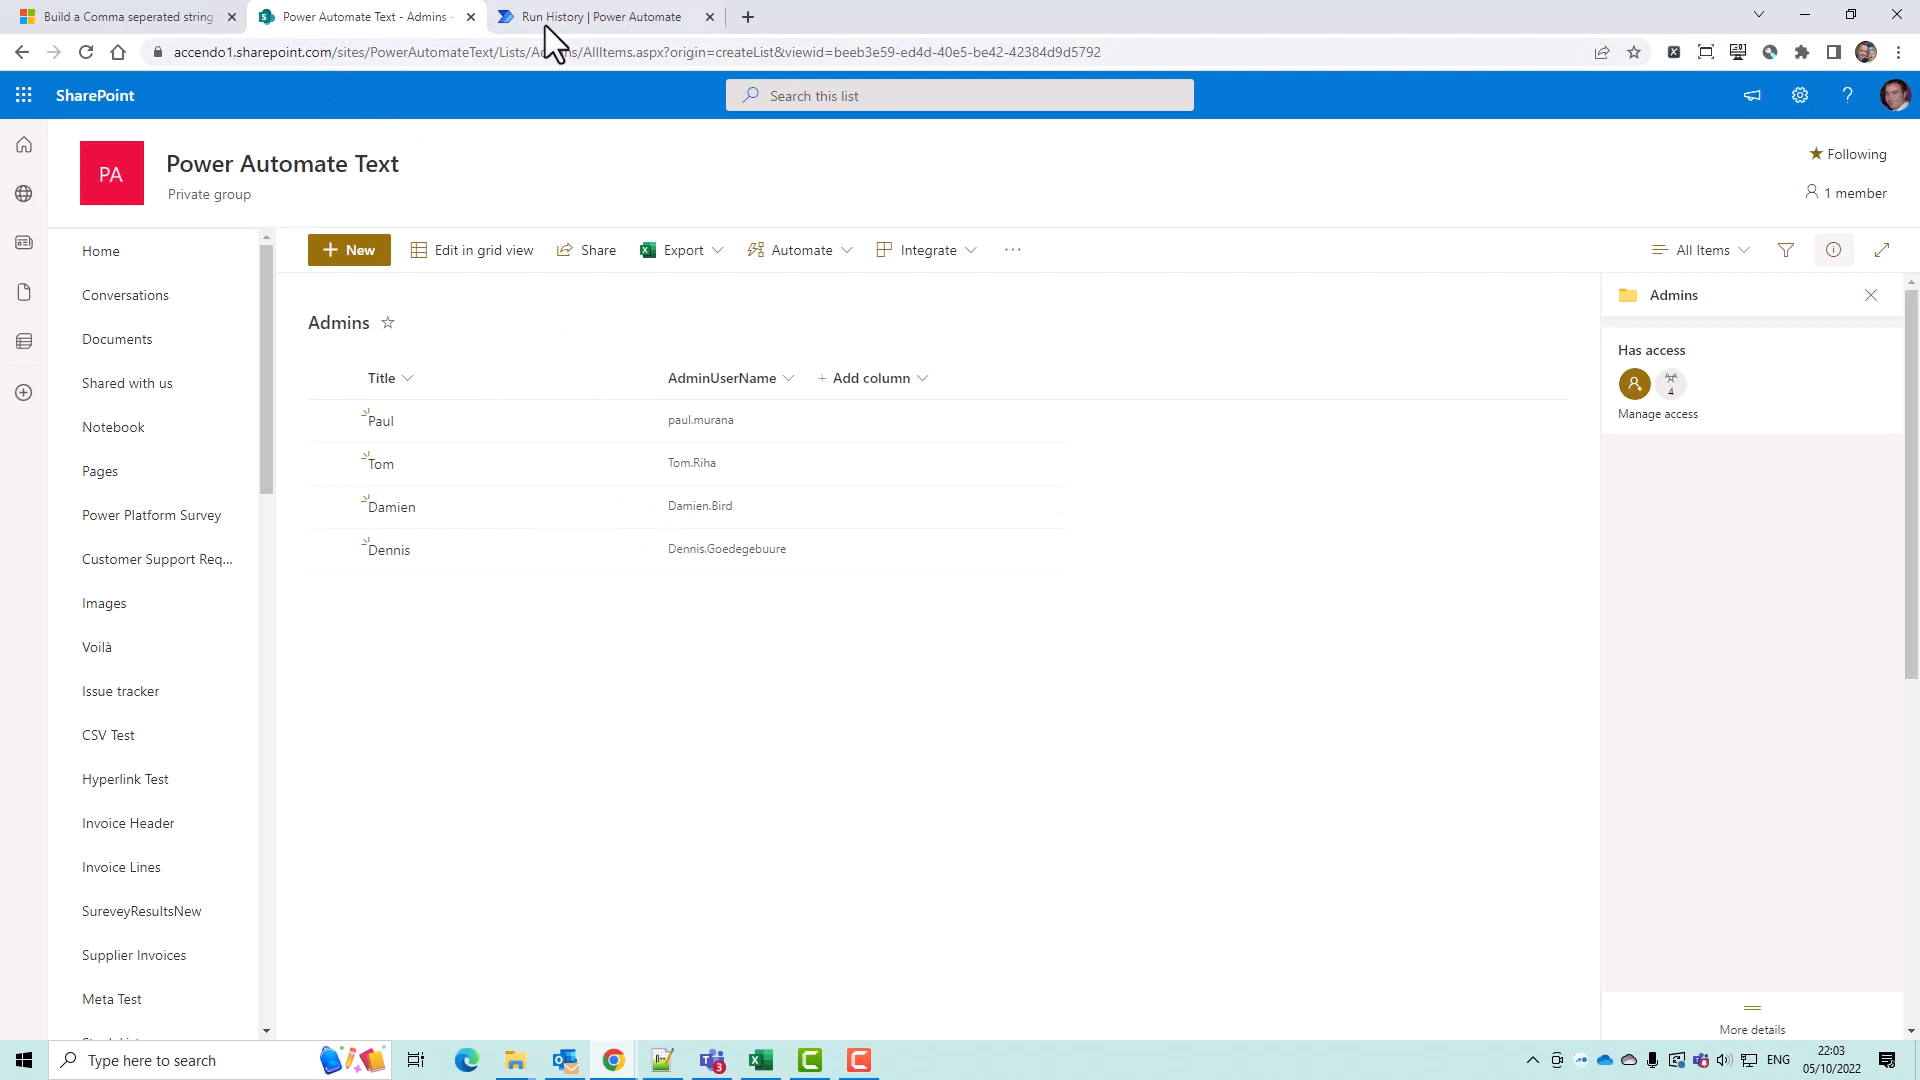 Build a Comma seperated string
Power Automate Text - Admins -
Run History | Power Automate
accendo1.sharepoint.com/sites/PowerAutomateText/Lists/Admins/AllItems.aspx?origin=createList&viewid=beeb3e59-ed4d-40e5-be42-42384d9d5792
SharePoint
Search this list
PA
Power Automate Text
Private group
Following
1 member
New
Edit in grid view
Share
Export
Automate
Integrate
All Items
Home
Conversations
Documents
Shared with us
Notebook
Pages
Power Platform Survey
Customer Support Req...
Images
Voilà
Issue tracker
CSV Test
Hyperlink Test
Invoice Header
Invoice Lines
SureveyResultsNew
Supplier Invoices
Meta Test
Admins
Title
AdminUserName
+ Add column
Paul
paul.murana
Tom
Tom.Riha
Damien
Damien.Bird
Dennis
Dennis.Goedegebuure
Admins
Has access
4
Manage access
More details
Type here to search
3
ENG
22:03
05/10/2022